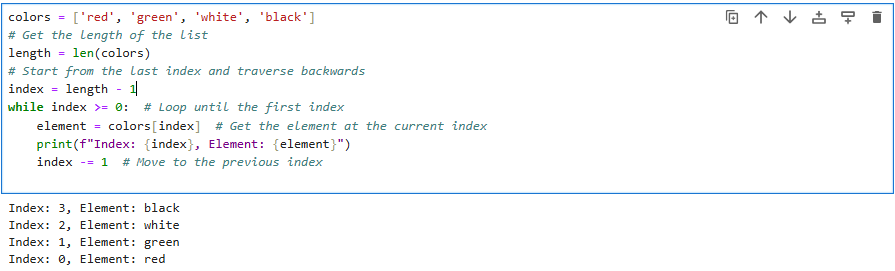 colors = ['red', 'green', 'white', 'black']
# Get the length of the list
length = len(colors)
# Start from the last index and traverse backwards
index = length - 1
while index >= 0:  # Loop until the first index
    element = colors[index]  # Get the element at the current index
    print(f"Index: {index}, Element: {element}")
    index -= 1  # Move to the previous index
Index: 3, Element: black
Index: 2, Element: white
Index: 1, Element: green
Index: 0, Element: red